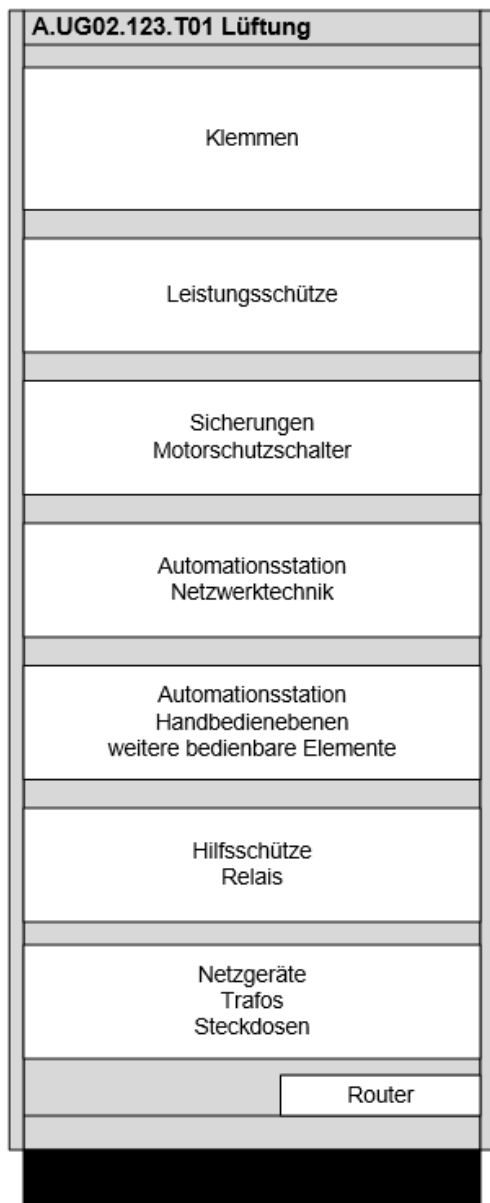 A.UG02.123.T01 Lüftung
Klemmen
Leistungsschütze
Sicherungen
Motorschutzschalter
Automationsstation
Netzwerktechnik
Automationsstation
Handbedienebenen
weitere bedienbare Elemente
Hilfsschütze
Relais
Netzgeräte
Trafos
Steckdosen
Router